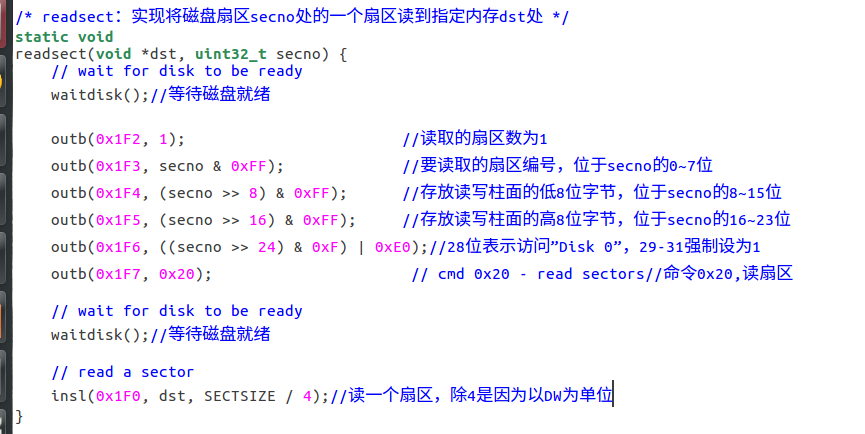 /* readsect: 实现将磁盘扇区secno处的一个扇区读到指定内存dst处 */
static void
readsect(void *dst, uint32_t secno) {
    // wait for disk to be ready
    waitdisk();//等待磁盘就绪

    outb(0x1F2, 1);                        //读取的扇区数为1
    outb(0x1F3, secno & 0xFF);             //要读取的扇区编号，位于secno的0~7位
    outb(0x1F4, (secno >> 8) & 0xFF);      //存放读写柱面的低8位字节，位于secno的8~15位
    outb(0x1F5, (secno >> 16) & 0xFF);     //存放读写柱面的高8位字节，位于secno的16~23位
    outb(0x1F6, ((secno >> 24) & 0xF) | 0xE0);//28位表示访问”Disk 0”，29-31强制设为1
    outb(0x1F7, 0x20);                      // cmd 0x20 - read sectors//命令0x20,读扇区

    // wait for disk to be ready
    waitdisk();//等待磁盘就绪

    // read a sector
    insl(0x1F0, dst, SECTSIZE / 4);//读一个扇区，除4是因为以DW为单位
}